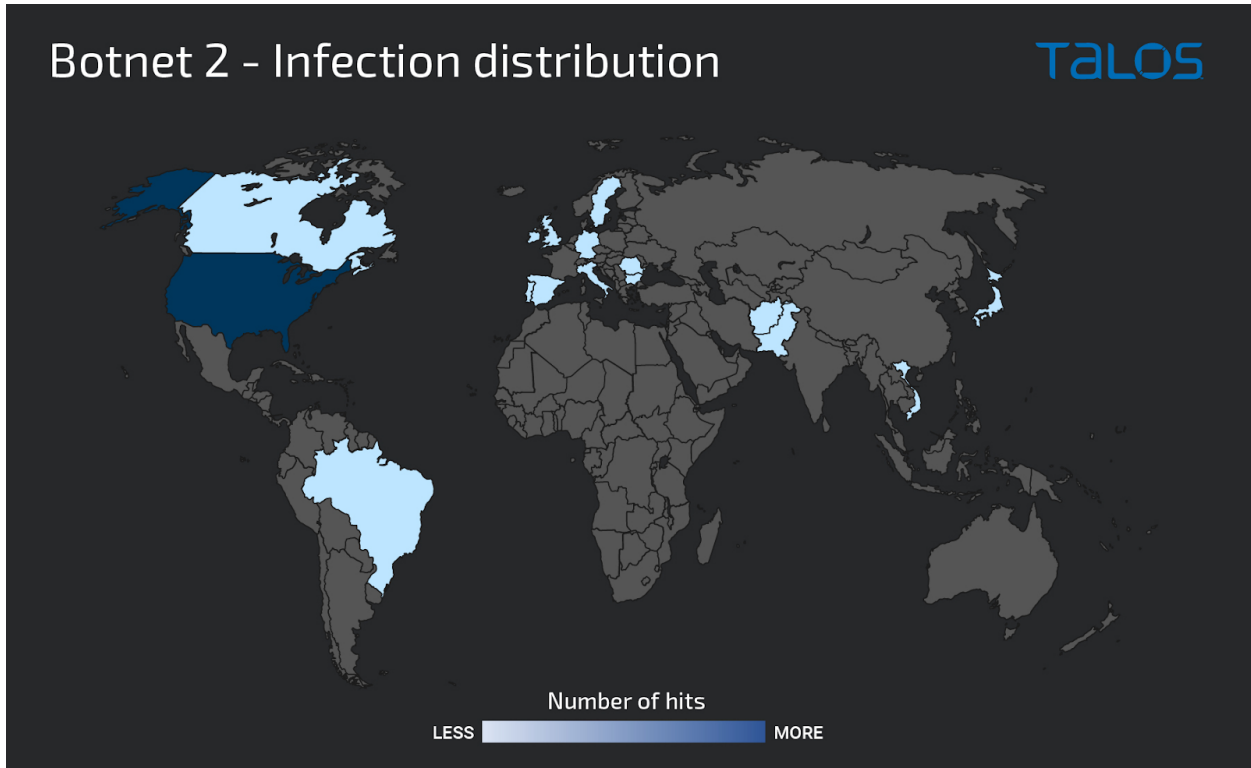 Botnet 2 - Infection distribution
TaLOS
Number of hits
LESS
MORE